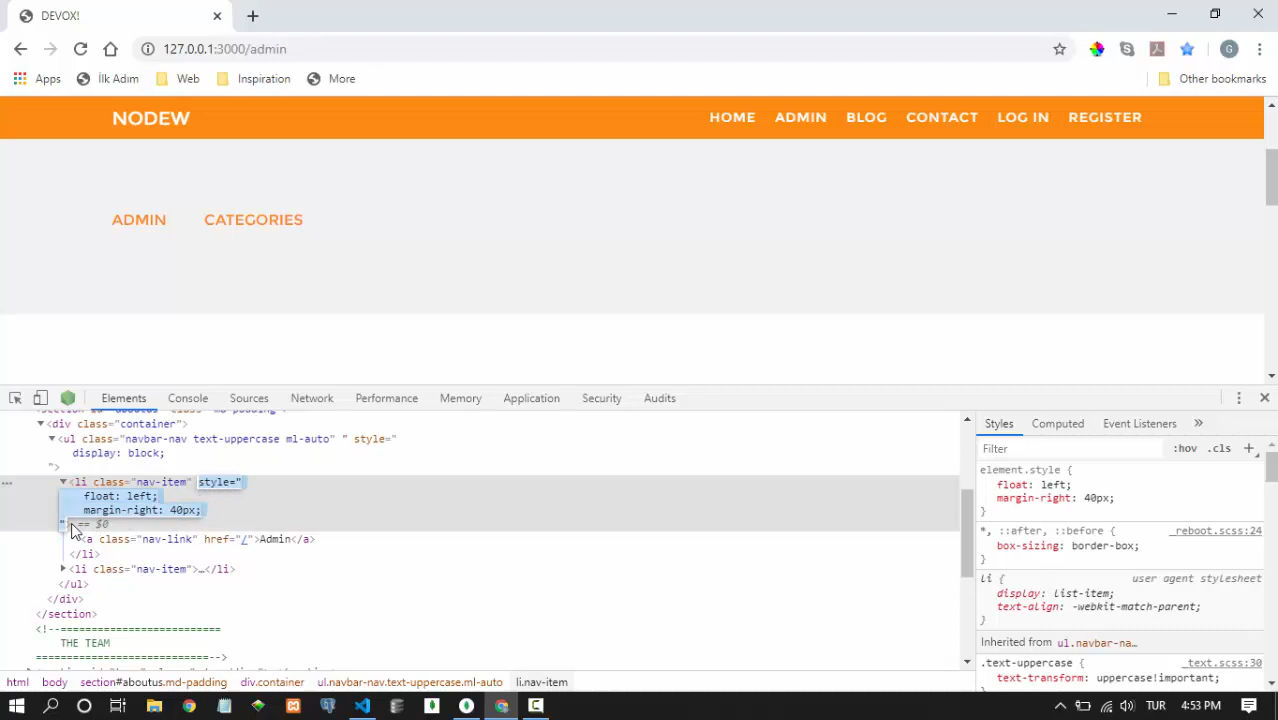 DEVOX!
127.0.0.1:3000/admin
G
Apps İlk Adım Web Inspiration More Other bookmarks
NODEW HOME ADMIN BLOG CONTACT LOG IN REGISTER
ADMIN CATEGORIES
Elements Console Sources Network Performance Memory Application Security Audits
<div class="container">
<ul class="navbar-nav text-uppercase ml-auto" " style="
display: block;
">
<li class="nav-item" style="
float: left;
margin-right: 40px;
"> == $0
<a class="nav-link" href="/">Admin</a>
</li>
<li class="nav-item">…</li>
</ul>
</div>
</section>
<!--==========================
THE TEAM
============================-->
html body section#aboutus.md-padding div.container ul.navbar-nav.text-uppercase.ml-auto li.nav-item
Styles Computed Event Listeners »
Filter :hov .cls +
element.style {
float: left;
margin-right: 40px;
}
*, ::after, ::before { _reboot.scss:24
box-sizing: border-box;
}
li { user agent stylesheet
display: list-item;
text-align: -webkit-match-parent;
}
Inherited from ul.navbar-na…
.text-uppercase { _text.scss:30
text-transform: uppercase!important;
TUR 4:53 PM